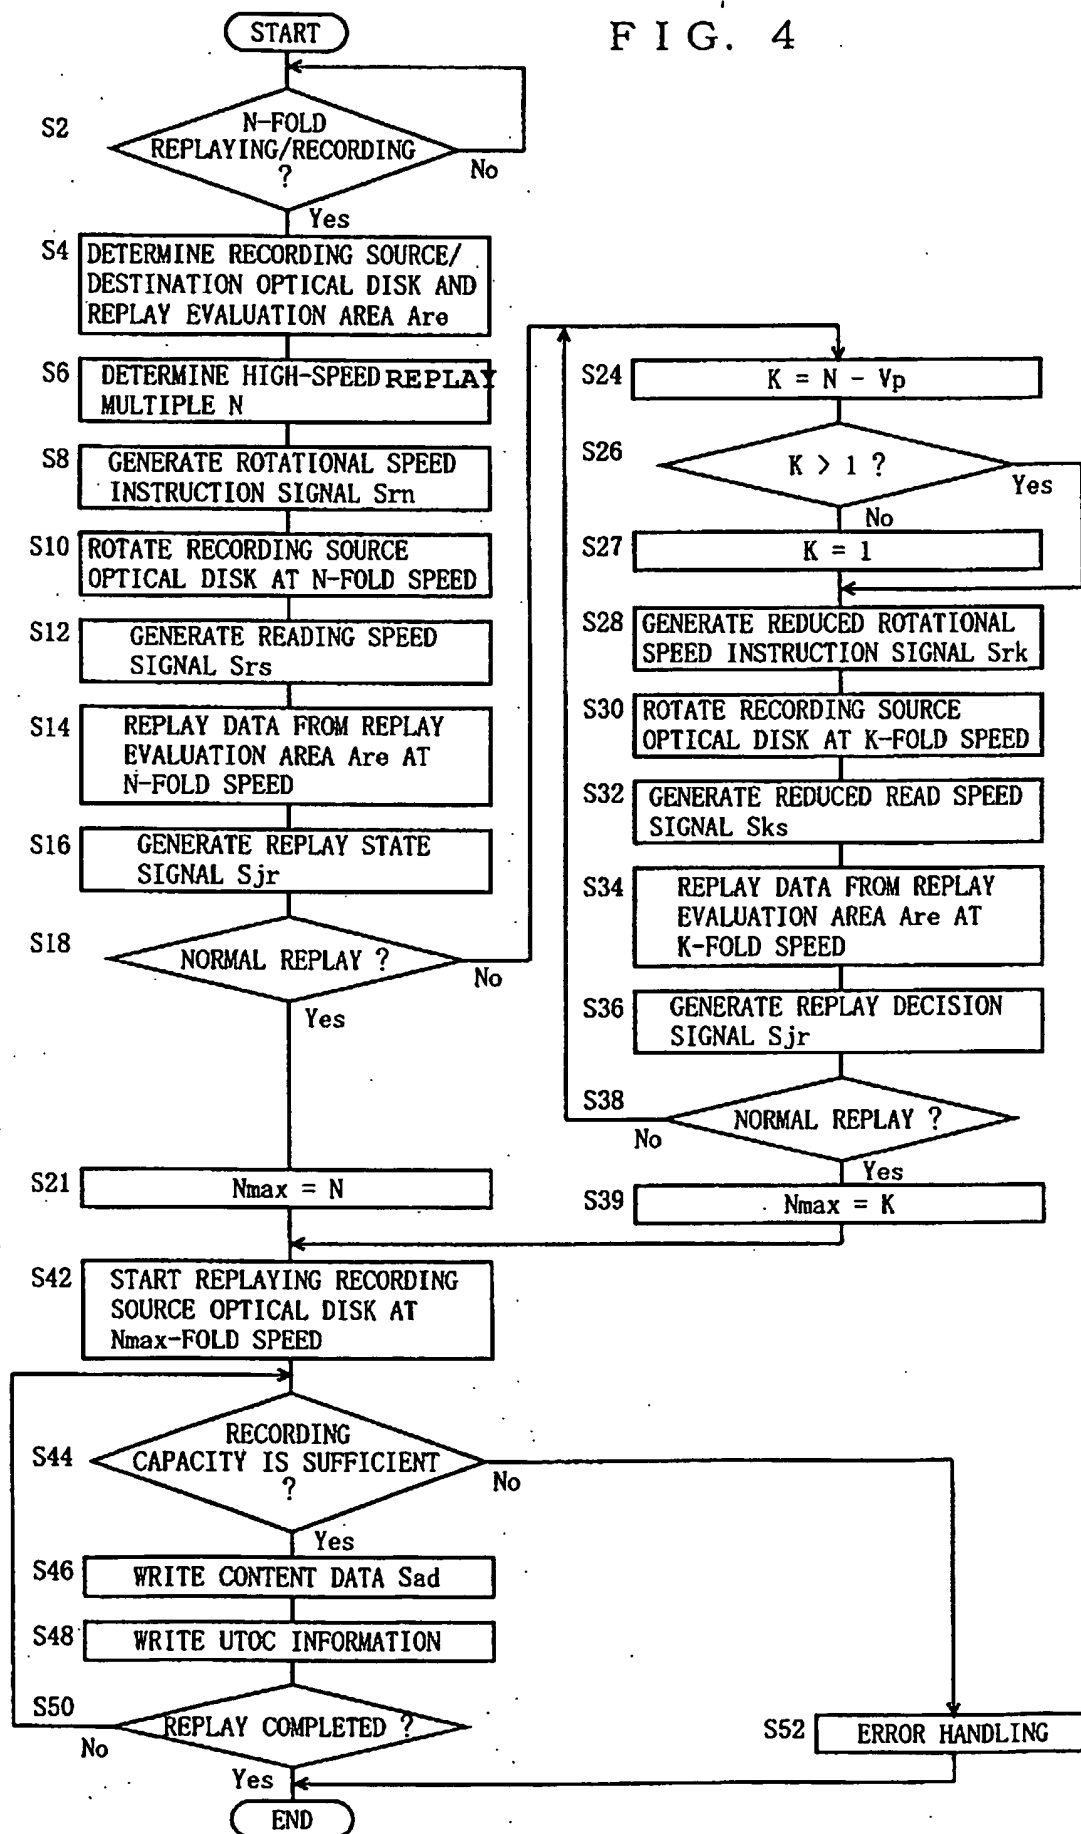 FIG. 4
START
S2
N-FOLD
REPLAYING/RECORDING
?
No
Yes
S4
DETERMINE RECORDING SOURCE/
DESTINATION OPTICAL DISK AND
REPLAY EVALUATION AREA Are
S6
DETERMINE HIGH-SPEED REPLAY
MULTIPLE N
S8
GENERATE ROTATIONAL SPEED
INSTRUCTION SIGNAL Srn
S10
ROTATE RECORDING SOURCE
OPTICAL DISK AT N-FOLD SPEED
S12
GENERATE READING SPEED
SIGNAL Srs
S14
REPLAY DATA FROM REPLAY
EVALUATION AREA Are AT
N-FOLD SPEED
S16
GENERATE REPLAY STATE
SIGNAL Sjr
S18
NORMAL REPLAY ?
No
Yes
S21
Nmax = N
S24
K = N - Vp
S26
K > 1 ?
Yes
No
S27
K = 1
S28
GENERATE REDUCED ROTATIONAL
SPEED INSTRUCTION SIGNAL Srk
S30
ROTATE RECORDING SOURCE
OPTICAL DISK AT K-FOLD SPEED
S32
GENERATE REDUCED READ SPEED
SIGNAL Sks
S34
REPLAY DATA FROM REPLAY
EVALUATION AREA Are AT
K-FOLD SPEED
S36
GENERATE REPLAY DECISION
SIGNAL Sjr
S38
NORMAL REPLAY ?
No
Yes
S39
Nmax = K
S42
START REPLAYING RECORDING
SOURCE OPTICAL DISK AT
Nmax-FOLD SPEED
S44
RECORDING
CAPACITY IS SUFFICIENT
?
No
Yes
S46
WRITE CONTENT DATA Sad
S48
WRITE UTOC INFORMATION
S50
REPLAY COMPLETED ?
No
Yes
S52
ERROR HANDLING
END